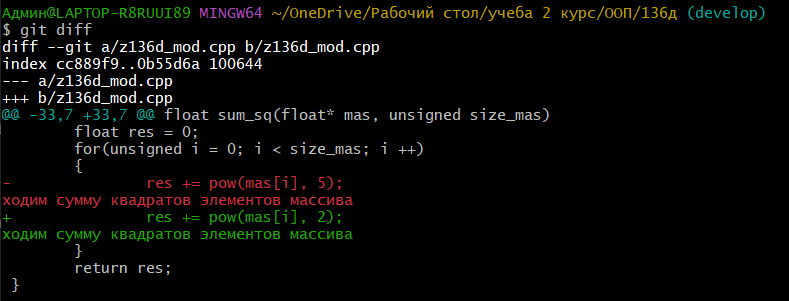 Админ@LAPTOP-R8RUUI89 MINGW64 ~/OneDrive/Рабочий стол/учеба 2 курс/ООП/136д (develop)
$ git diff
diff --git a/z136d_mod.cpp b/z136d_mod.cpp
index cc889f9..0b55d6a 100644
--- a/z136d_mod.cpp
+++ b/z136d_mod.cpp
@@ -33,7 +33,7 @@ float sum_sq(float* mas, unsigned size_mas)
        float res = 0;
        for(unsigned i = 0; i < size_mas; i ++)
        {
-               res += pow(mas[i], 5);
ходим сумму квадратов элементов массива
+               res += pow(mas[i], 2);
ходим сумму квадратов элементов массива
        }
        return res;
 }